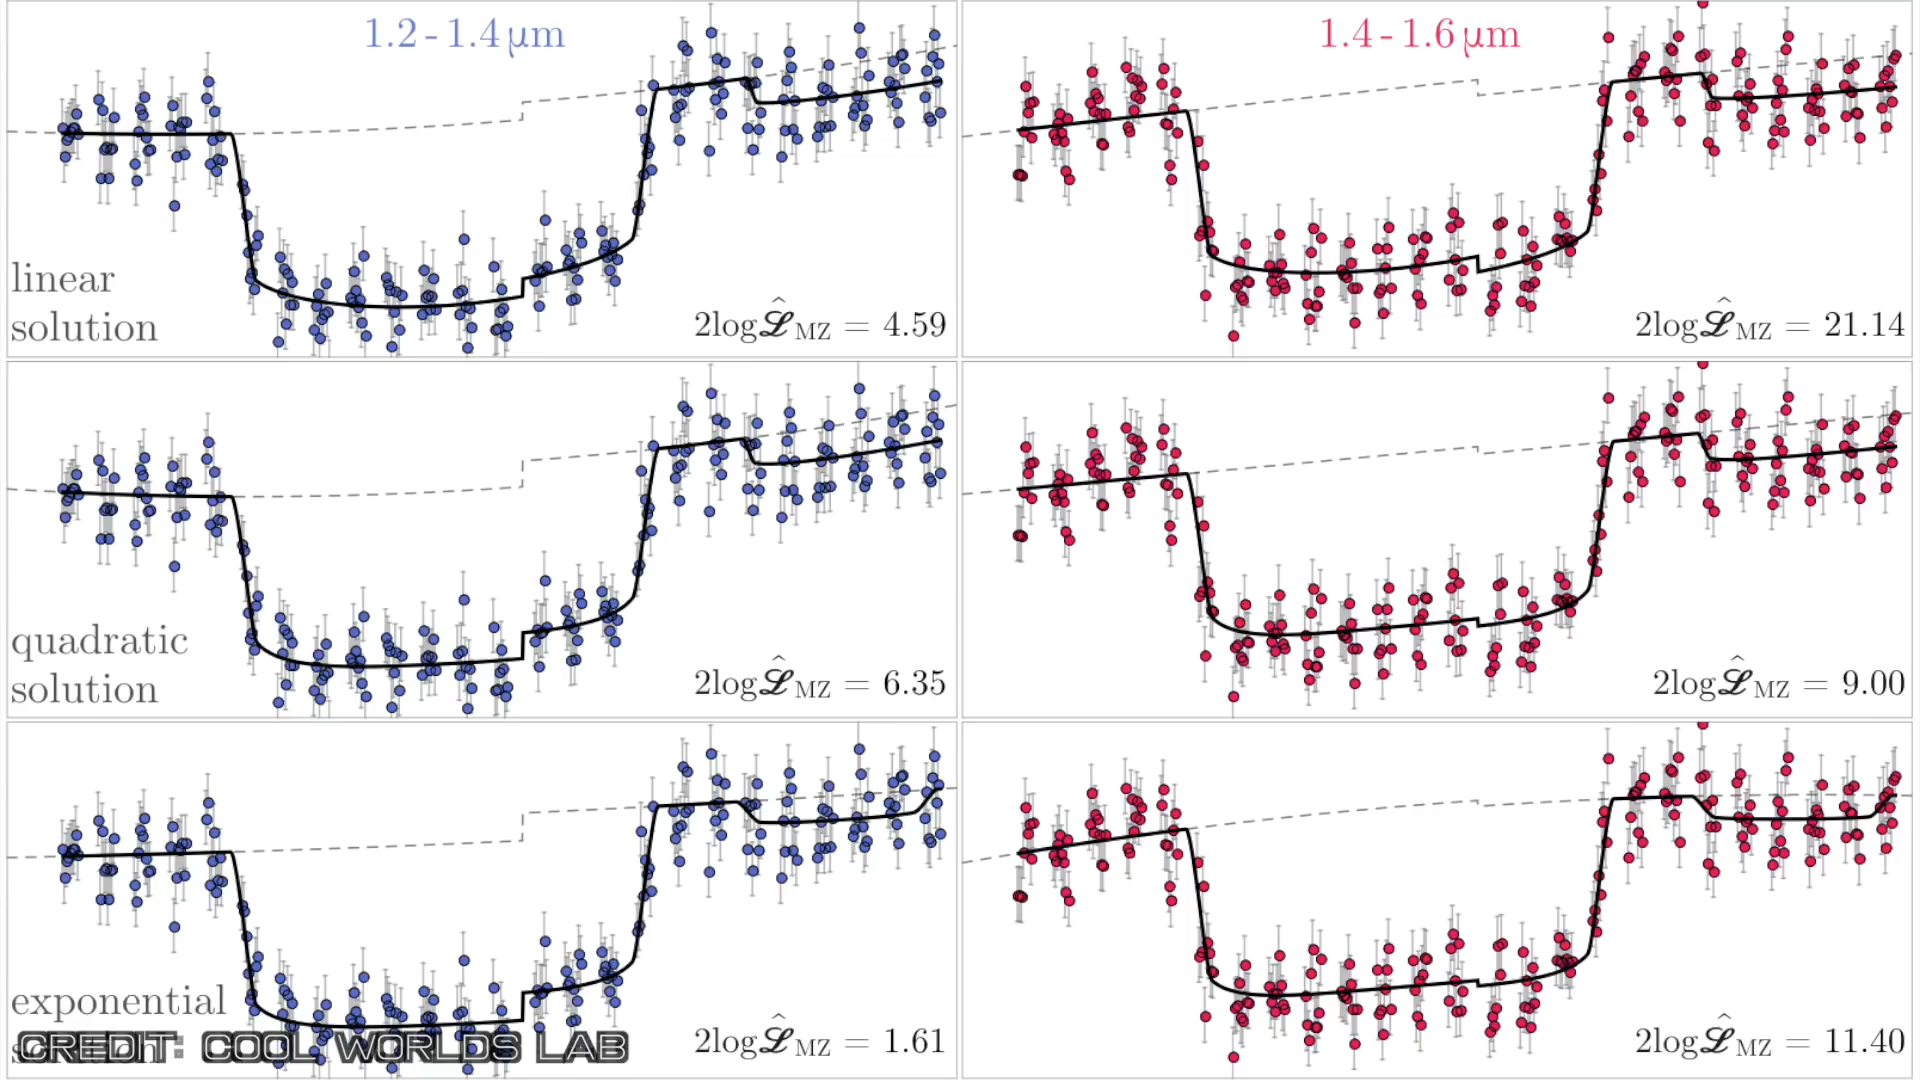 1.2 - 1.4 μm
1.4 - 1.6 μm
linear
solution
2logℒ̂MZ = 4.59
2logℒ̂MZ = 21.14
quadratic
solution
2logℒ̂MZ = 6.35
2logℒ̂MZ = 9.00
exponential
solution
CREDIT: COOL WORLDS LAB
2logℒ̂MZ = 1.61
2logℒ̂MZ = 11.40